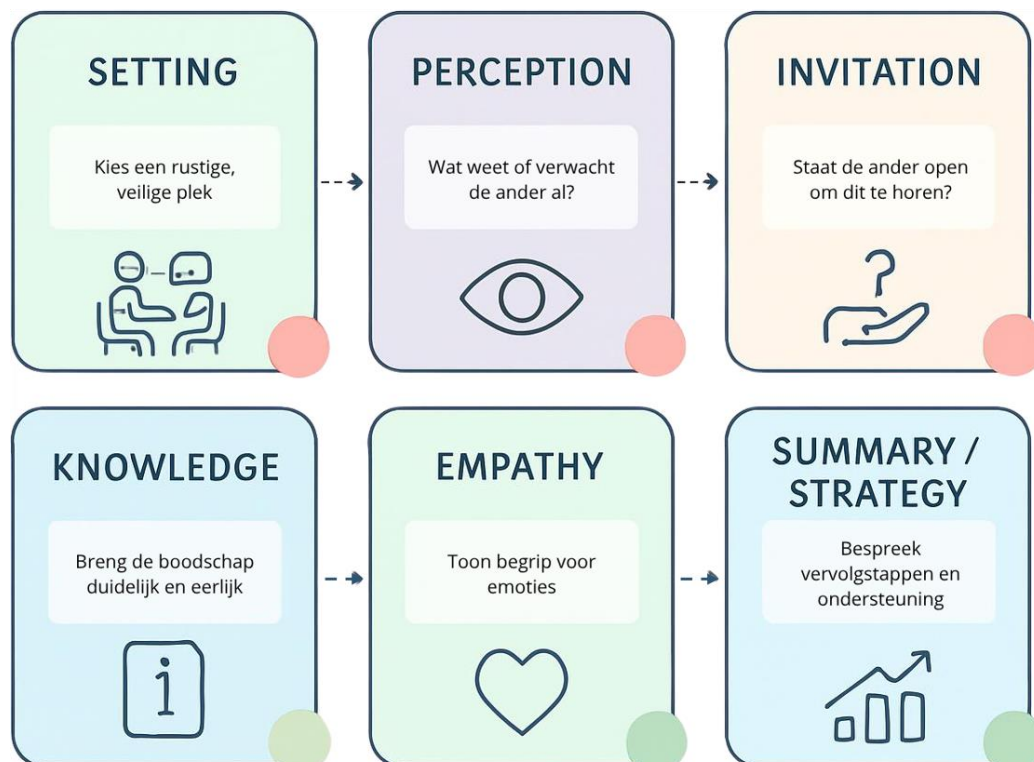 SETTING
Kies een rustige,
veilige plek
PERCEPTION
Wat weet of verwacht
de ander al?
INVITATION
Staat de ander open
om dit te horen?
KNOWLEDGE
Breng de boodschap
duidelijk en eerlijk
i
EMPATHY
Toon begrip voor
emoties
SUMMARY /
STRATEGY
Bespreek
vervolgstappen en
ondersteuning